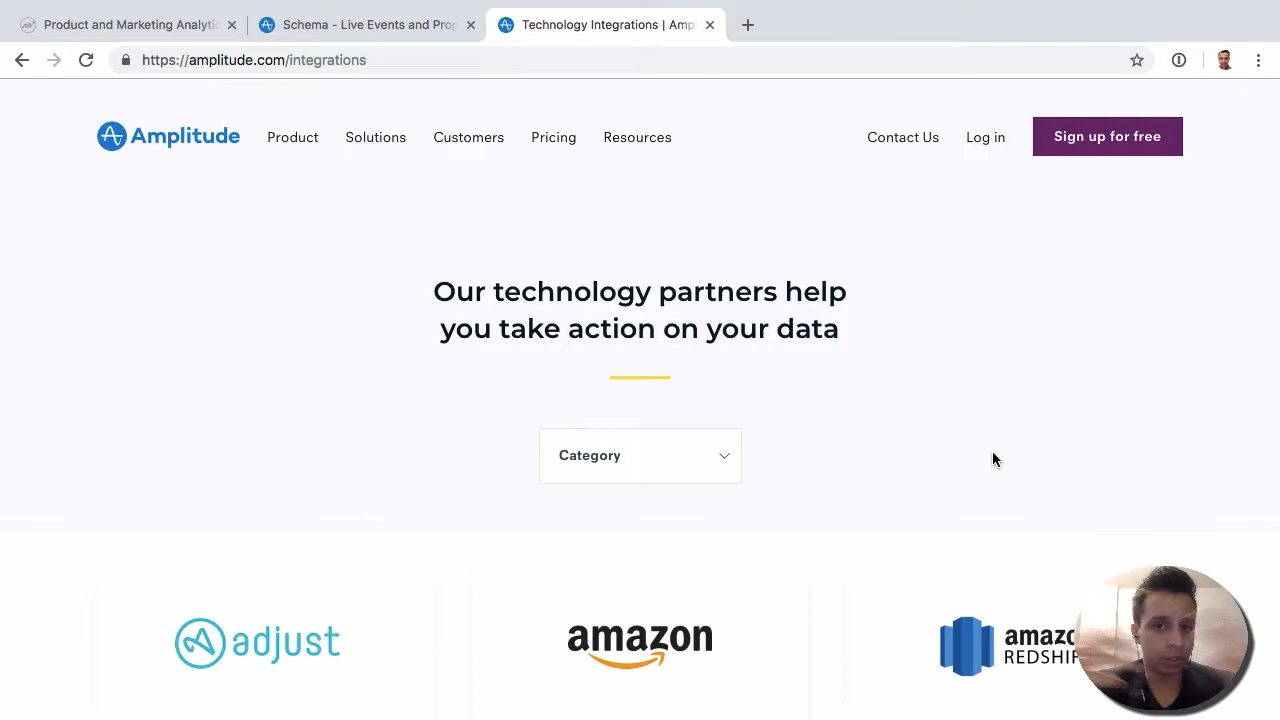 Product and Marketing Analytic
Schema - Live Events and Prop
Technology Integrations | Amp
https://amplitude.com/integrations
Amplitude
Product
Solutions
Customers
Pricing
Resources
Contact Us
Log in
Sign up for free
Our technology partners help
you take action on your data
Category
adjust
amazon
amazo
REDSHIF